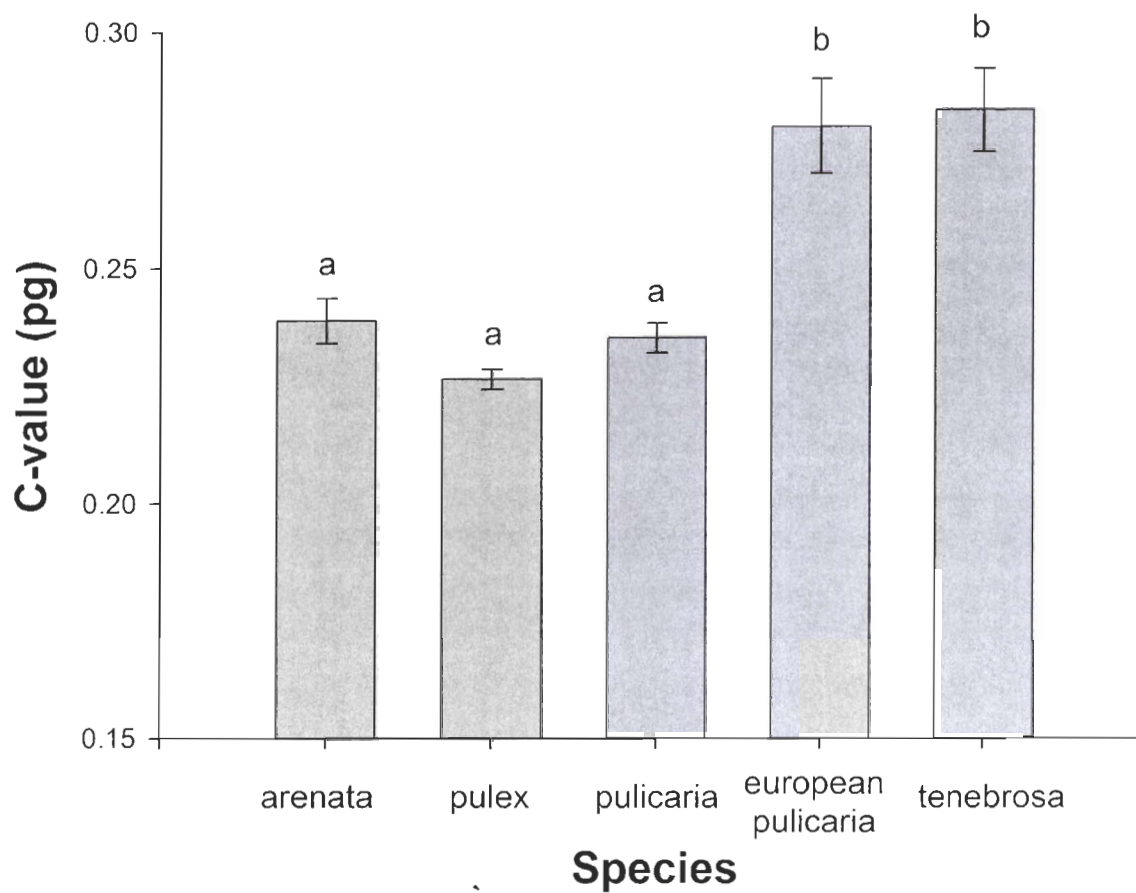 0.30
0.25
0.20
0.15
C-value (pg)
a
a
a
b
b
arenata
pulex
pulicaria
european
pulicaria
tenebrosa
Species